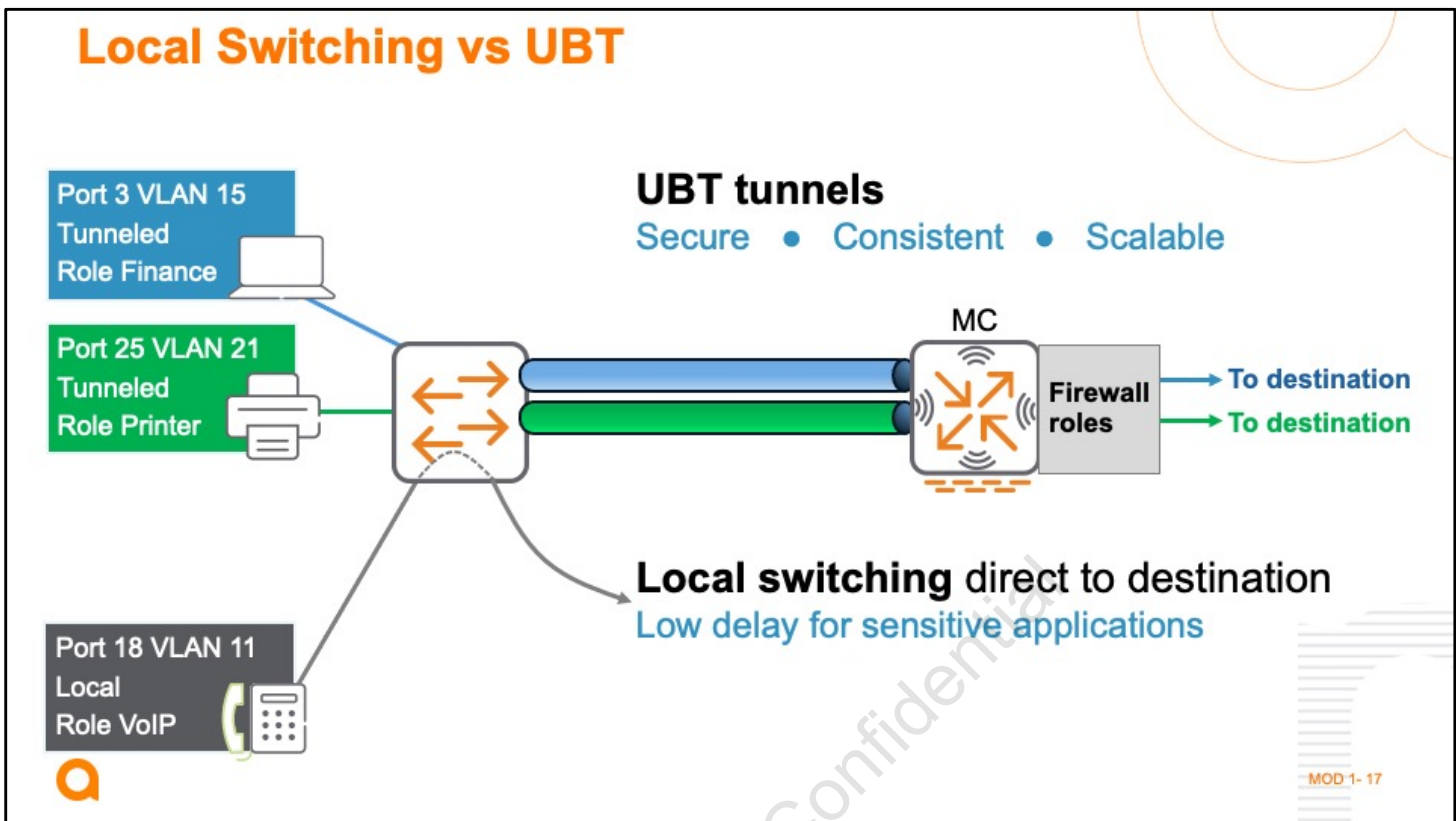 Local Switching vs UBT
Port 3 VLAN 15
Tunneled
Role Finance
UBT tunnels
Secure ● Consistent ● Scalable
Port 25 VLAN 21
Tunneled
Role Printer
MC
Firewall
roles
To destination
To destination
Local switching direct to destination
Low delay for sensitive applications
Port 18 VLAN 11
Local
Role VoIP
Confidential
MOD 1- 17